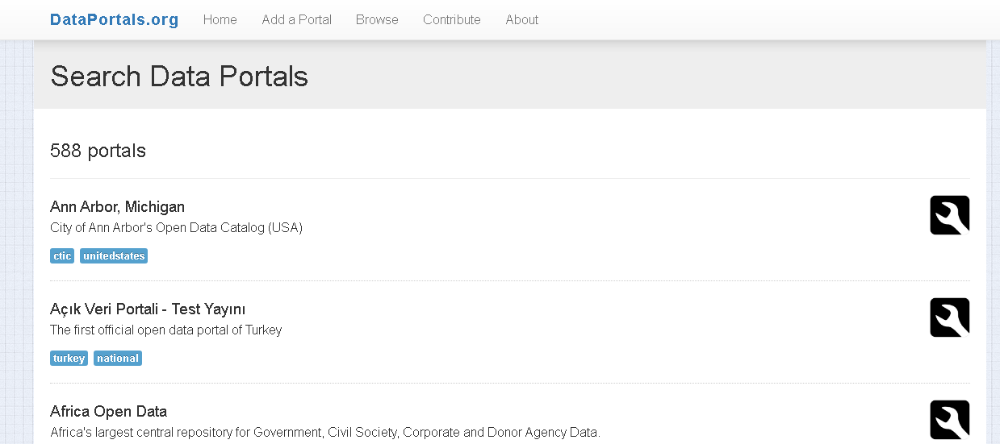 DataPortals.org Home Add a Portal Browse Contribute About
Search Data Portals
588 portals
Ann Arbor, Michigan
City of Ann Arbor's Open Data Catalog (USA)
ctic unitedstates
Açık Veri Portali - Test Yayını
The first official open data portal of Turkey
turkey national
Africa Open Data
Africa's largest central repository for Government, Civil Society, Corporate and Donor Agency Data.